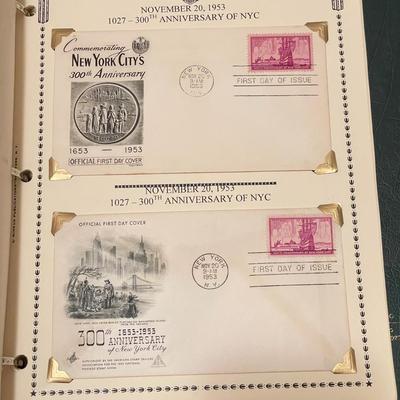 NOVEMBER 20, 1953
1027 – 300TH ANNIVERSARY OF NYC
Commemorating
NEW YORK CITY'S
300th Anniversary
1653 – 1953
OFFICIAL FIRST DAY COVER
NEW YORK
NOV 20
9-AM
1953
N.Y.
FIRST DAY OF ISSUE
NOVEMBER 20, 1953
1027 – 300TH ANNIVERSARY OF NYC
OFFICIAL FIRST DAY COVER
300th 1653-1953
ANNIVERSARY
of New York City
NEW YORK
NOV 20
9-AM
1953
N.Y.
FIRST DAY OF ISSUE